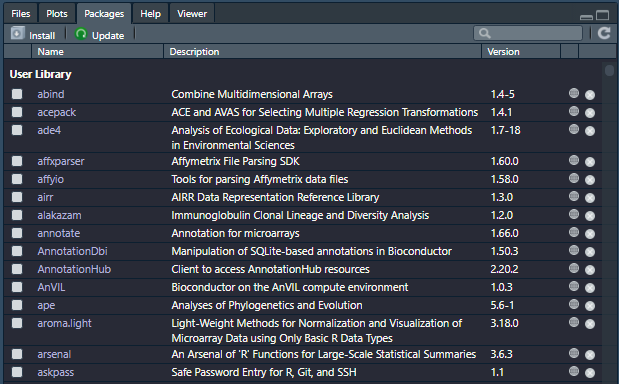 Files Plots Packages Help Viewer
Install Update
Name Description Version
User Library
abind Combine Multidimensional Arrays 1.4-5
acepack ACE and AVAS for Selecting Multiple Regression Transformations 1.4.1
ade4 Analysis of Ecological Data: Exploratory and Euclidean Methods 1.7-18
in Environmental Sciences
affxparser Affymetrix File Parsing SDK 1.60.0
affyio Tools for parsing Affymetrix data files 1.58.0
airr AIRR Data Representation Reference Library 1.3.0
alakazam Immunoglobulin Clonal Lineage and Diversity Analysis 1.2.0
annotate Annotation for microarrays 1.66.0
AnnotationDbi Manipulation of SQLite-based annotations in Bioconductor 1.50.3
AnnotationHub Client to access AnnotationHub resources 2.20.2
AnVIL Bioconductor on the AnVIL compute environment 1.0.3
ape Analyses of Phylogenetics and Evolution 5.6-1
aroma.light Light-Weight Methods for Normalization and Visualization of 3.18.0
Microarray Data using Only Basic R Data Types
arsenal An Arsenal of 'R' Functions for Large-Scale Statistical Summaries 3.6.3
askpass Safe Password Entry for R, Git, and SSH 1.1